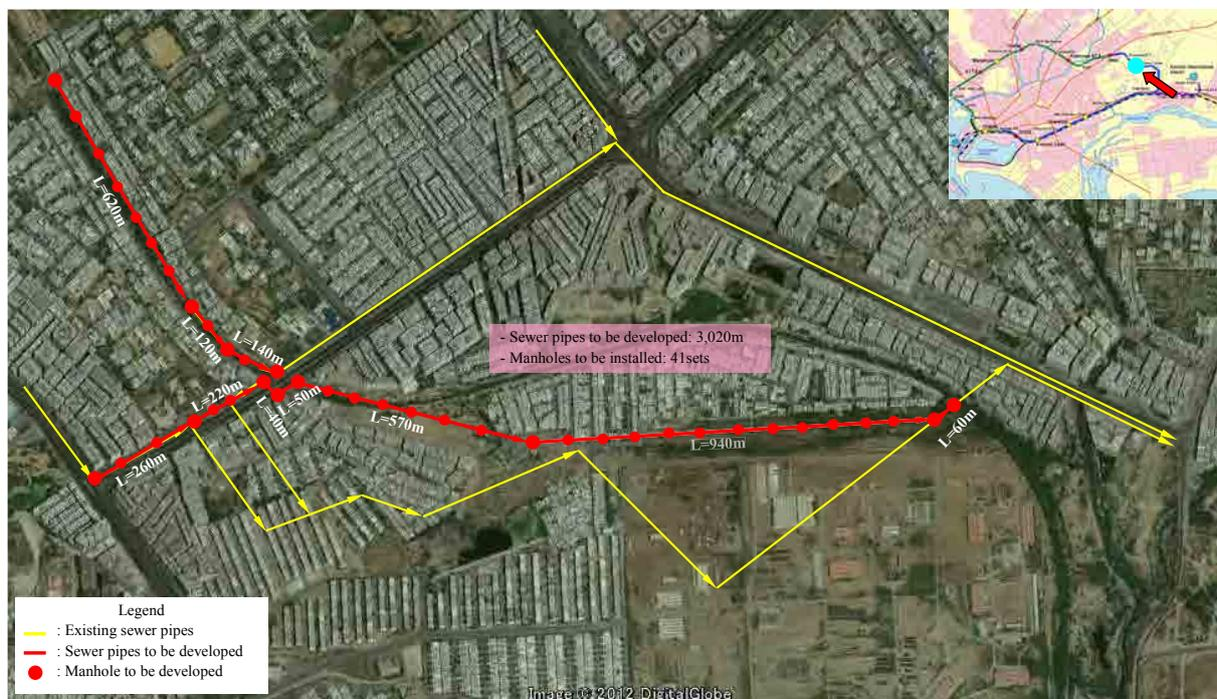 L=620m
L=120m
L=140m
L=220m
L=260m
L=40m
L=50m
L=570m
L=940m
L=60m
- Sewer pipes to be developed: 3,020m
- Manholes to be installed: 41sets
Legend
: Existing sewer pipes
: Sewer pipes to be developed
: Manhole to be developed
Image © 2012 DigitalGlobe